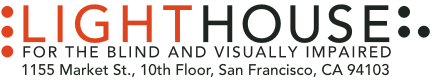 LIGHTHOUSE
FOR THE BLIND AND VISUALLY IMPAIRED
1155 Market St., 10th Floor, San Francisco, CA 94103